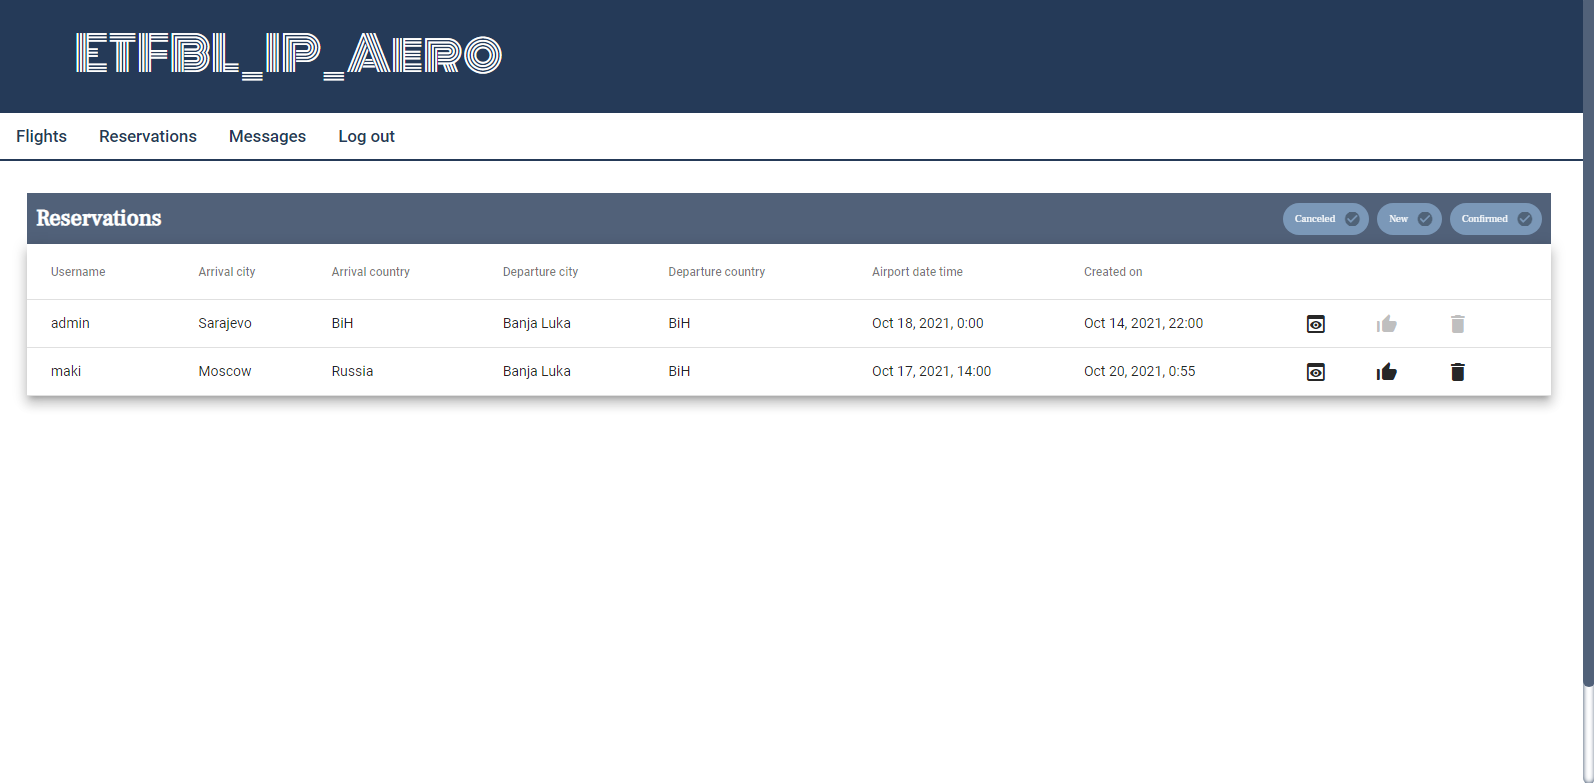 ETFBL_IP_Aero
Flights Reservations Messages Log out
Reservations Canceled New Confirmed
Username Arrival city Arrival country Departure city Departure country Airport date time Created on
admin Sarajevo BiH Banja Luka BiH Oct 18, 2021, 0:00 Oct 14, 2021, 22:00
maki Moscow Russia Banja Luka BiH Oct 17, 2021, 14:00 Oct 20, 2021, 0:55